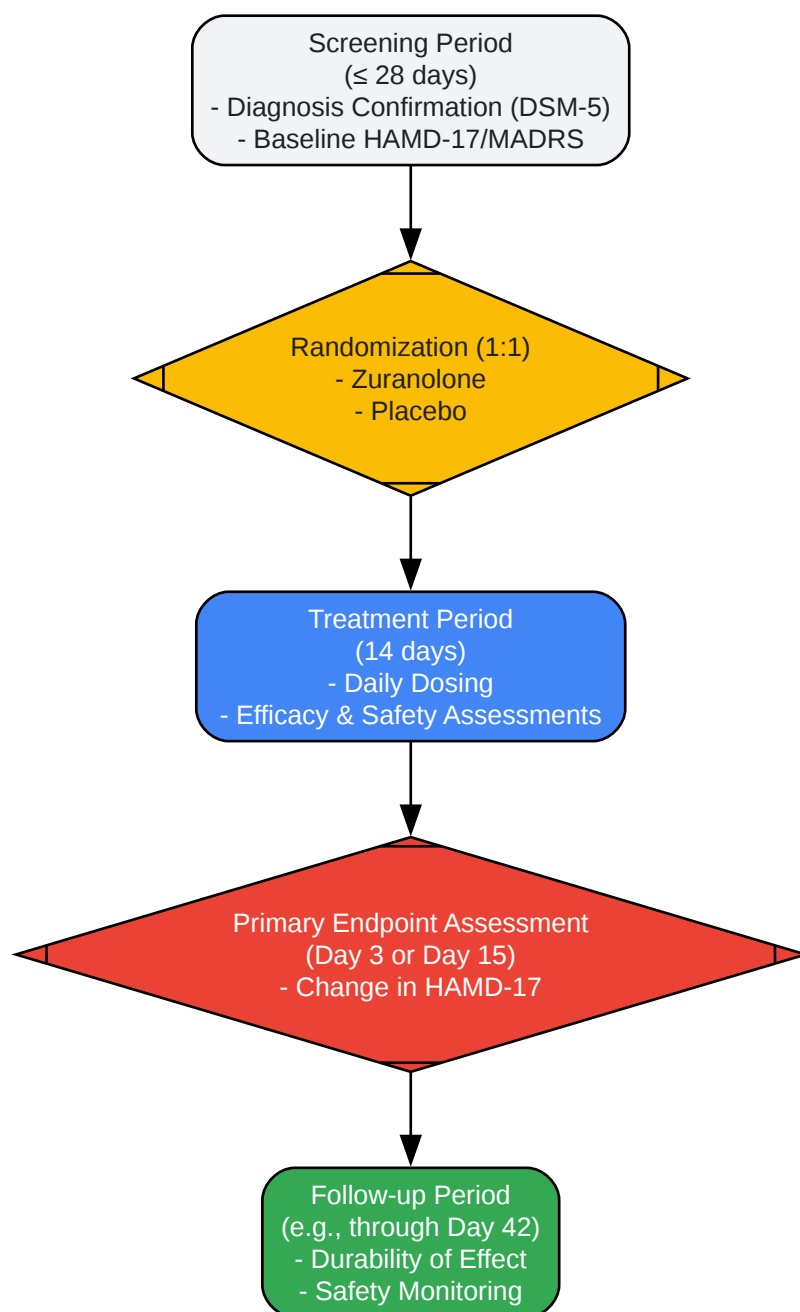 Screening Period
(≤ 28 days)
- Diagnosis Confirmation (DSM-5)
- Baseline HAMD-17/MADRS
Randomization (1:1)
- Zuranolone
- Placebo
Treatment Period
(14 days)
- Daily Dosing
- Efficacy & Safety Assessments
Primary Endpoint Assessment
(Day 3 or Day 15)
- Change in HAMD-17
Follow-up Period
(e.g., through Day 42)
- Durability of Effect
- Safety Monitoring